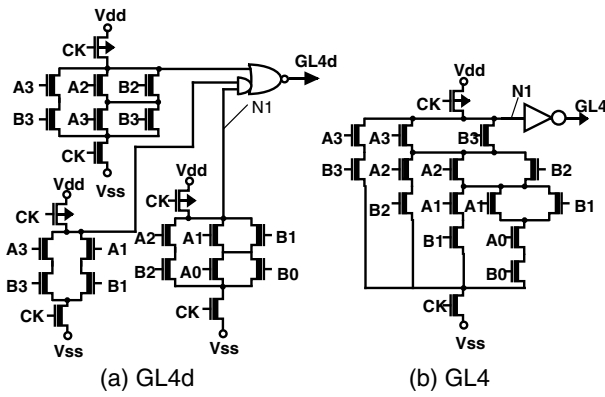 Vdd
CK
A3 A2 B2
B3 A3 B3
CK
Vss
GL4d
N1
Vdd
CK
A3 A1
B3 B1
CK
Vss
Vdd
CK
A2 A1 B1
B2 A0 B0
CK
Vss
(a) GL4d
Vdd
N1
CK
GL4
A3 A3 B3
B3 A2 A2 B2
B2 A1 A1 B1
B1 A0
B0
CK
Vss
(b) GL4